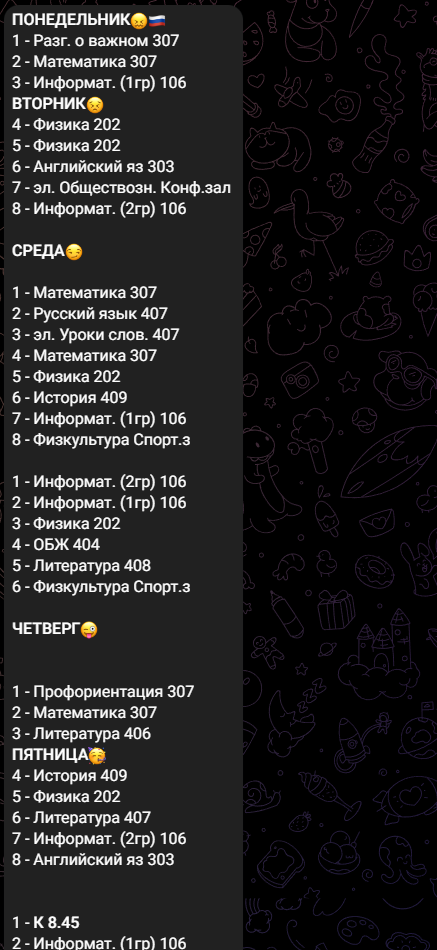 ПОНЕДЕЛЬНИК😖🇷🇺
1 - Разг. о важном 307
2 - Математика 307
3 - Информат. (1гр) 106
ВТОРНИК😣
4 - Физика 202
5 - Физика 202
6 - Английский яз 303
7 - эл. Обществозн. Конф.зал
8 - Информат. (2гр) 106
СРЕДА😏
1 - Математика 307
2 - Русский язык 407
3 - эл. Уроки слов. 407
4 - Математика 307
5 - Физика 202
6 - История 409
7 - Информат. (1гр) 106
8 - Физкультура Спорт.з
1 - Информат. (2гр) 106
2 - Информат. (1гр) 106
3 - Физика 202
4 - ОБЖ 404
5 - Литература 408
6 - Физкультура Спорт.з
ЧЕТВЕРГ😜
1 - Профориентация 307
2 - Математика 307
3 - Литература 406
ПЯТНИЦА🥳
4 - История 409
5 - Физика 202
6 - Литература 407
7 - Информат. (2гр) 106
8 - Английский яз 303
1 - К 8.45
2 - Информат. (1гр) 106